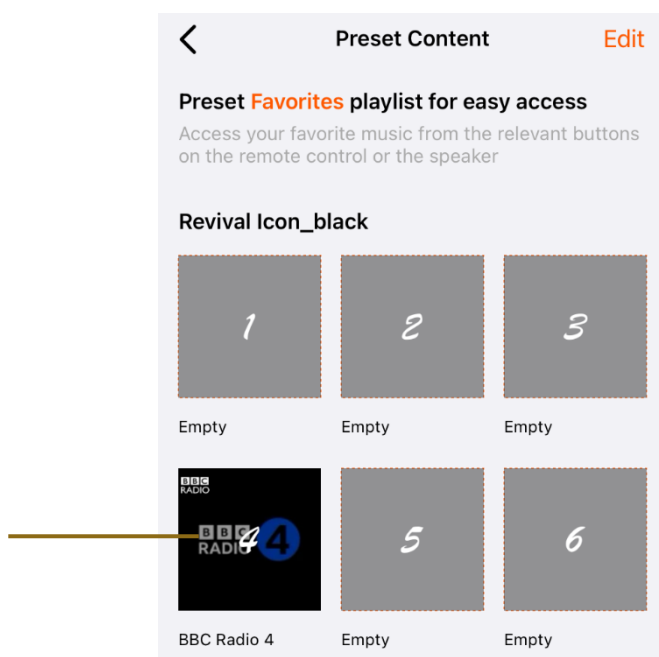 Preset Content Edit
Preset Favorites playlist for easy access
Access your favorite music from the relevant buttons
on the remote control or the speaker
Revival Icon_black
1 2 3
Empty Empty Empty
BBC
RADIO
BBC 4
RADIO 4 5 6
BBC Radio 4 Empty Empty